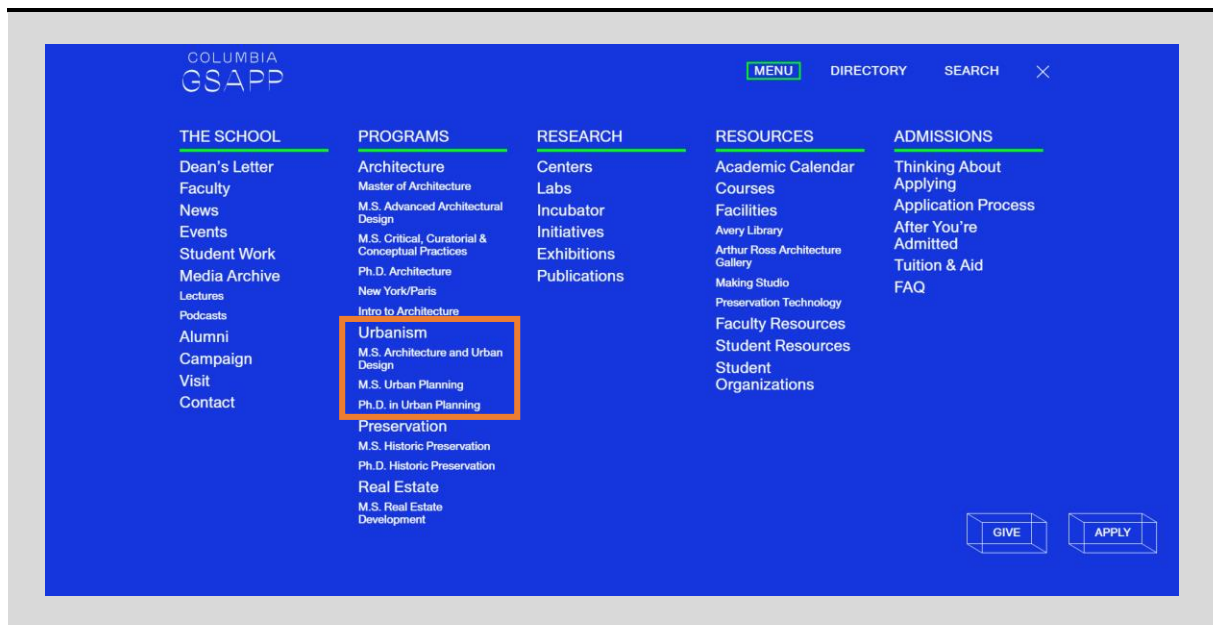 COLUMBIA
GSAPP
MENU
DIRECTORY
SEARCH
THE SCHOOL
Dean's Letter
Faculty
News
Events
Student Work
Media Archive
Lectures
Podcasts
Alumni
Campaign
Visit
Contact
PROGRAMS
Architecture
Master of Architecture
M.S. Advanced Architectural
Design
M.S. Critical, Curatorial &
Conceptual Practices
Ph.D. Architecture
New York/Paris
Intro to Architecture
Urbanism
M.S. Architecture and Urban
Design
M.S. Urban Planning
Ph.D. in Urban Planning
Preservation
M.S. Historic Preservation
Ph.D. Historic Preservation
Real Estate
M.S. Real Estate
Development
RESEARCH
Centers
Labs
Incubator
Initiatives
Exhibitions
Publications
RESOURCES
Academic Calendar
Courses
Facilities
Avery Library
Arthur Ross Architecture
Gallery
Making Studio
Preservation Technology
Faculty Resources
Student Resources
Student
Organizations
ADMISSIONS
Thinking About
Applying
Application Process
After You're
Admitted
Tuition & Aid
FAQ
GIVE
APPLY